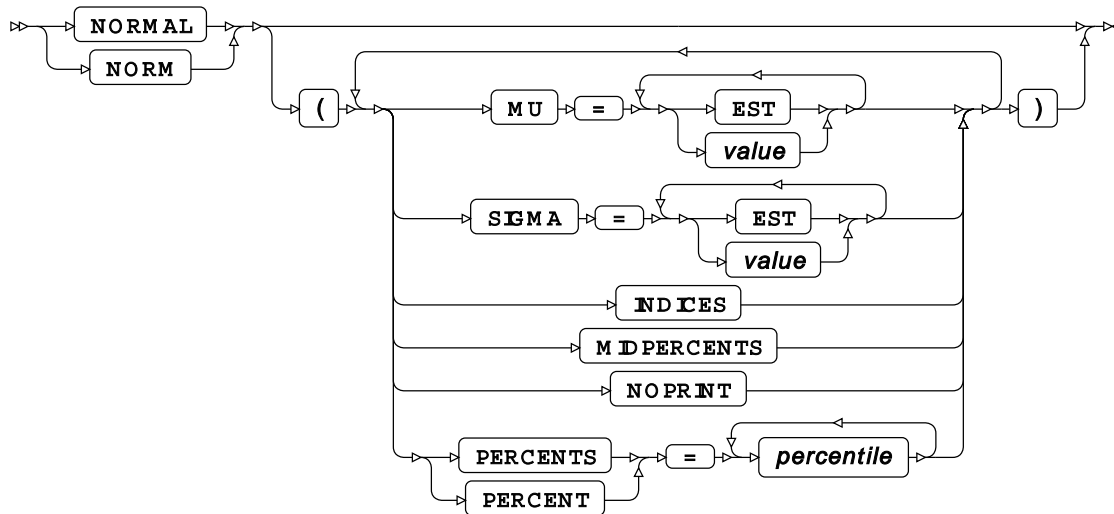 NORMAL
NORM
( MU = EST )
value
SIGMA = EST
value
INDICES
MIDPERCENTS
NOPRINT
PERCENTS = percentile
PERCENT